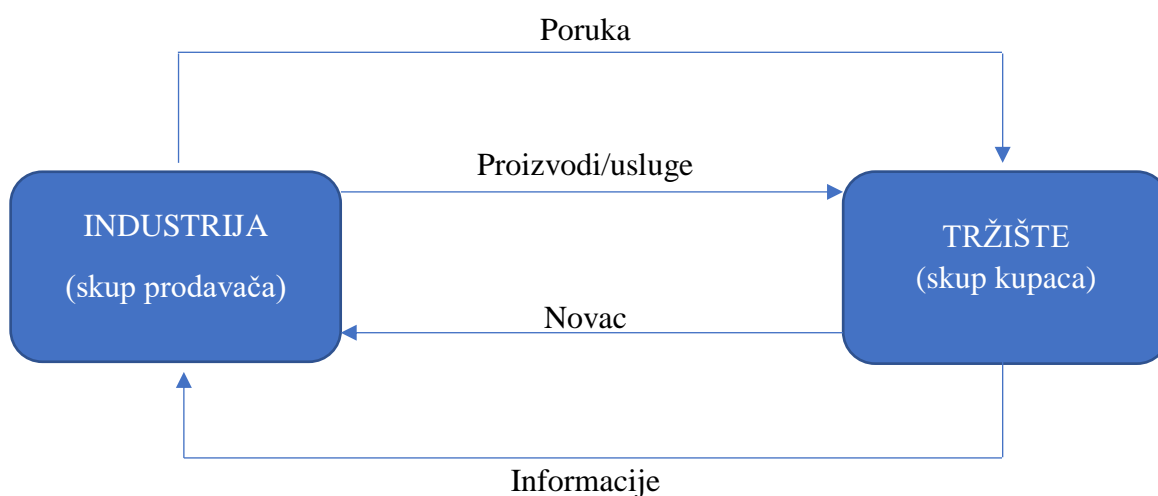 Poruka
Proizvodi/usluge
INDUSTRIJA
(skup prodavača)
TRŽIŠTE
(skup kupaca)
Novac
Informacije